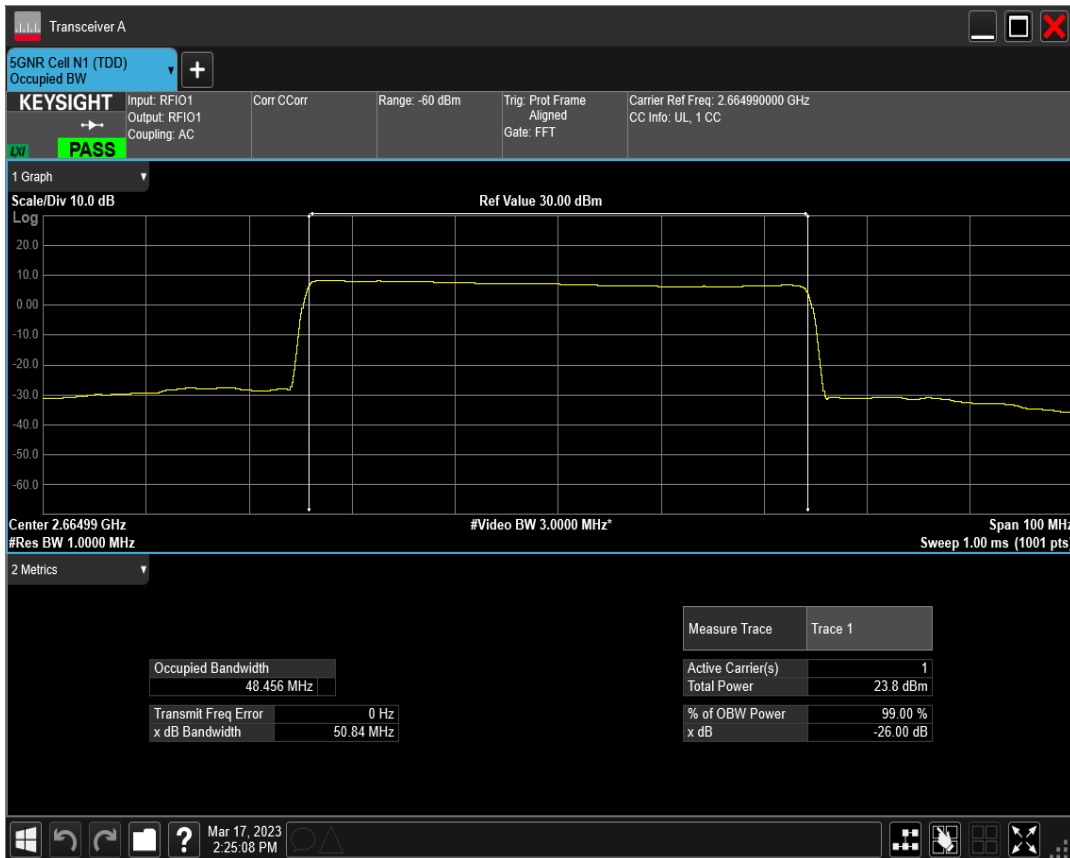 Transceiver A
5GNR Cell N1 (TDD)
Occupied BW
+
KEYSIGHT
LXI
PASS
Input: RFIO1
Output: RFIO1
Coupling: AC
Corr CCorr
Range: -60 dBm
Trig: Prot Frame
Aligned
Gate: FFT
Carrier Ref Freq: 2.664990000 GHz
CC Info: UL, 1 CC
1 Graph
Scale/Div 10.0 dB
Ref Value 30.00 dBm
Log
20.0
10.0
0.00
-10.0
-20.0
-30.0
-40.0
-50.0
-60.0
Center 2.66499 GHz
#Video BW 3.0000 MHz*
Span 100 MHz
#Res BW 1.0000 MHz
Sweep 1.00 ms (1001 pts)
2 Metrics
Measure Trace Trace 1
Occupied Bandwidth
48.456 MHz
Transmit Freq Error 0 Hz
x dB Bandwidth 50.84 MHz
Active Carrier(s) 1
Total Power 23.8 dBm
% of OBW Power 99.00 %
x dB -26.00 dB
?
Mar 17, 2023
2:25:08 PM